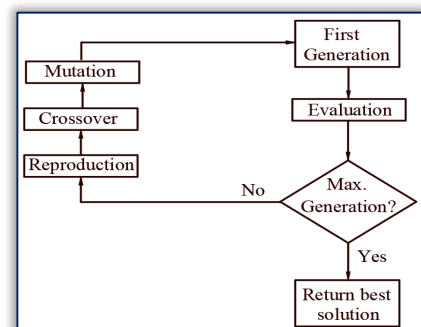 First
Generation
Mutation
Evaluation
Crossover
Reproduction
Max.
Generation?
No
Yes
Return best
solution